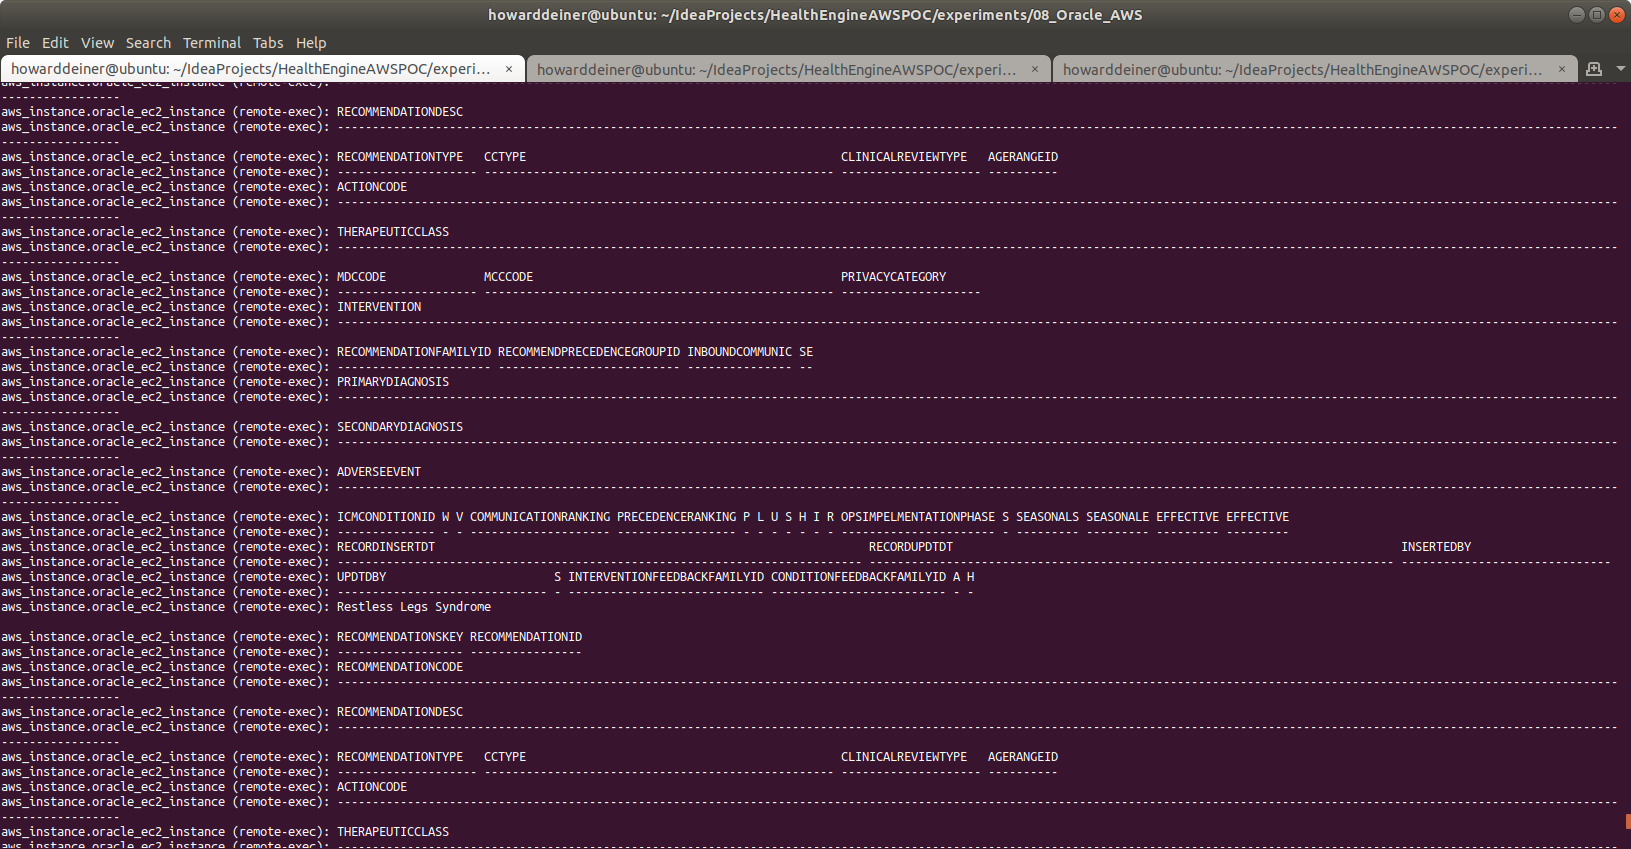 howarddeiner@ubuntu: ~/IdeaProjects/HealthEngineAWSPOC/experiments/08_Oracle_AWS
File Edit View Search Terminal Tabs Help
howarddeiner@ubuntu: ~/IdeaProjects/HealthEngineAWSPOC/experi... × howarddeiner@ubuntu: ~/IdeaProjects/HealthEngineAWSPOC/experi... × howarddeiner@ubuntu: ~/IdeaProjects/HealthEngineAWSPOC/experi... ×
aws_instance.oracle_ec2_instance (remote-exec): ----------
-----------------
aws_instance.oracle_ec2_instance (remote-exec): RECOMMENDATIONDESC
aws_instance.oracle_ec2_instance (remote-exec): ----------
-----------------
aws_instance.oracle_ec2_instance (remote-exec): RECOMMENDATIONTYPE   CCTYPE   CLINICALREVIEWTYPE   AGERANGEID
aws_instance.oracle_ec2_instance (remote-exec): -------------------- -------------------------------------------------- -------------------- ----------
aws_instance.oracle_ec2_instance (remote-exec): ACTIONCODE
aws_instance.oracle_ec2_instance (remote-exec): ----------
-----------------
aws_instance.oracle_ec2_instance (remote-exec): THERAPEUTICCLASS
aws_instance.oracle_ec2_instance (remote-exec): ----------
-----------------
aws_instance.oracle_ec2_instance (remote-exec): MDCCODE   MCCCODE   PRIVACYCATEGORY
aws_instance.oracle_ec2_instance (remote-exec): -------------------- -------------------------------------------------- --------------------
aws_instance.oracle_ec2_instance (remote-exec): INTERVENTION
aws_instance.oracle_ec2_instance (remote-exec): ----------
-----------------
aws_instance.oracle_ec2_instance (remote-exec): RECOMMENDATIONFAMILYID RECOMMENDPRECEDENCEGROUPID INBOUNDCOMMUNIC SE
aws_instance.oracle_ec2_instance (remote-exec): ---------------------- -------------------------- --------------- --
aws_instance.oracle_ec2_instance (remote-exec): PRIMARYDIAGNOSIS
aws_instance.oracle_ec2_instance (remote-exec): ----------
-----------------
aws_instance.oracle_ec2_instance (remote-exec): SECONDARYDIAGNOSIS
aws_instance.oracle_ec2_instance (remote-exec): ----------
-----------------
aws_instance.oracle_ec2_instance (remote-exec): ADVERSEEVENT
aws_instance.oracle_ec2_instance (remote-exec): ----------
-----------------
aws_instance.oracle_ec2_instance (remote-exec): ICMCONDITIONID W V COMMUNICATIONRANKING PRECEDENCERANKING P L U S H I R OPSIMPELMENTATIONPHASE S SEASONALS SEASONALE EFFECTIVE EFFECTIVE
aws_instance.oracle_ec2_instance (remote-exec): -------------- - - -------------------- ----------------- - - - - - - - ---------------------- - --------- --------- --------- ---------
aws_instance.oracle_ec2_instance (remote-exec): RECORDINSERTDT   RECORDUPDTDT   INSERTEDBY
aws_instance.oracle_ec2_instance (remote-exec): --------------------------------------------------------------------------- --------------------------------------------------------------------------- ------------------------------
aws_instance.oracle_ec2_instance (remote-exec): UPDTDBY   S INTERVENTIONFEEDBACKFAMILYID CONDITIONFEEDBACKFAMILYID A H
aws_instance.oracle_ec2_instance (remote-exec): ------------------------------ - ---------------------------- ------------------------- - -
aws_instance.oracle_ec2_instance (remote-exec): Restless Legs Syndrome
aws_instance.oracle_ec2_instance (remote-exec): RECOMMENDATIONSKEY RECOMMENDATIONID
aws_instance.oracle_ec2_instance (remote-exec): ------------------ ----------------
aws_instance.oracle_ec2_instance (remote-exec): RECOMMENDATIONCODE
aws_instance.oracle_ec2_instance (remote-exec): ----------
-----------------
aws_instance.oracle_ec2_instance (remote-exec): RECOMMENDATIONDESC
aws_instance.oracle_ec2_instance (remote-exec): ----------
-----------------
aws_instance.oracle_ec2_instance (remote-exec): RECOMMENDATIONTYPE   CCTYPE   CLINICALREVIEWTYPE   AGERANGEID
aws_instance.oracle_ec2_instance (remote-exec): -------------------- -------------------------------------------------- -------------------- ----------
aws_instance.oracle_ec2_instance (remote-exec): ACTIONCODE
aws_instance.oracle_ec2_instance (remote-exec): ----------
-----------------
aws_instance.oracle_ec2_instance (remote-exec): THERAPEUTICCLASS
aws_instance.oracle_ec2_instance (remote-exec): ----------